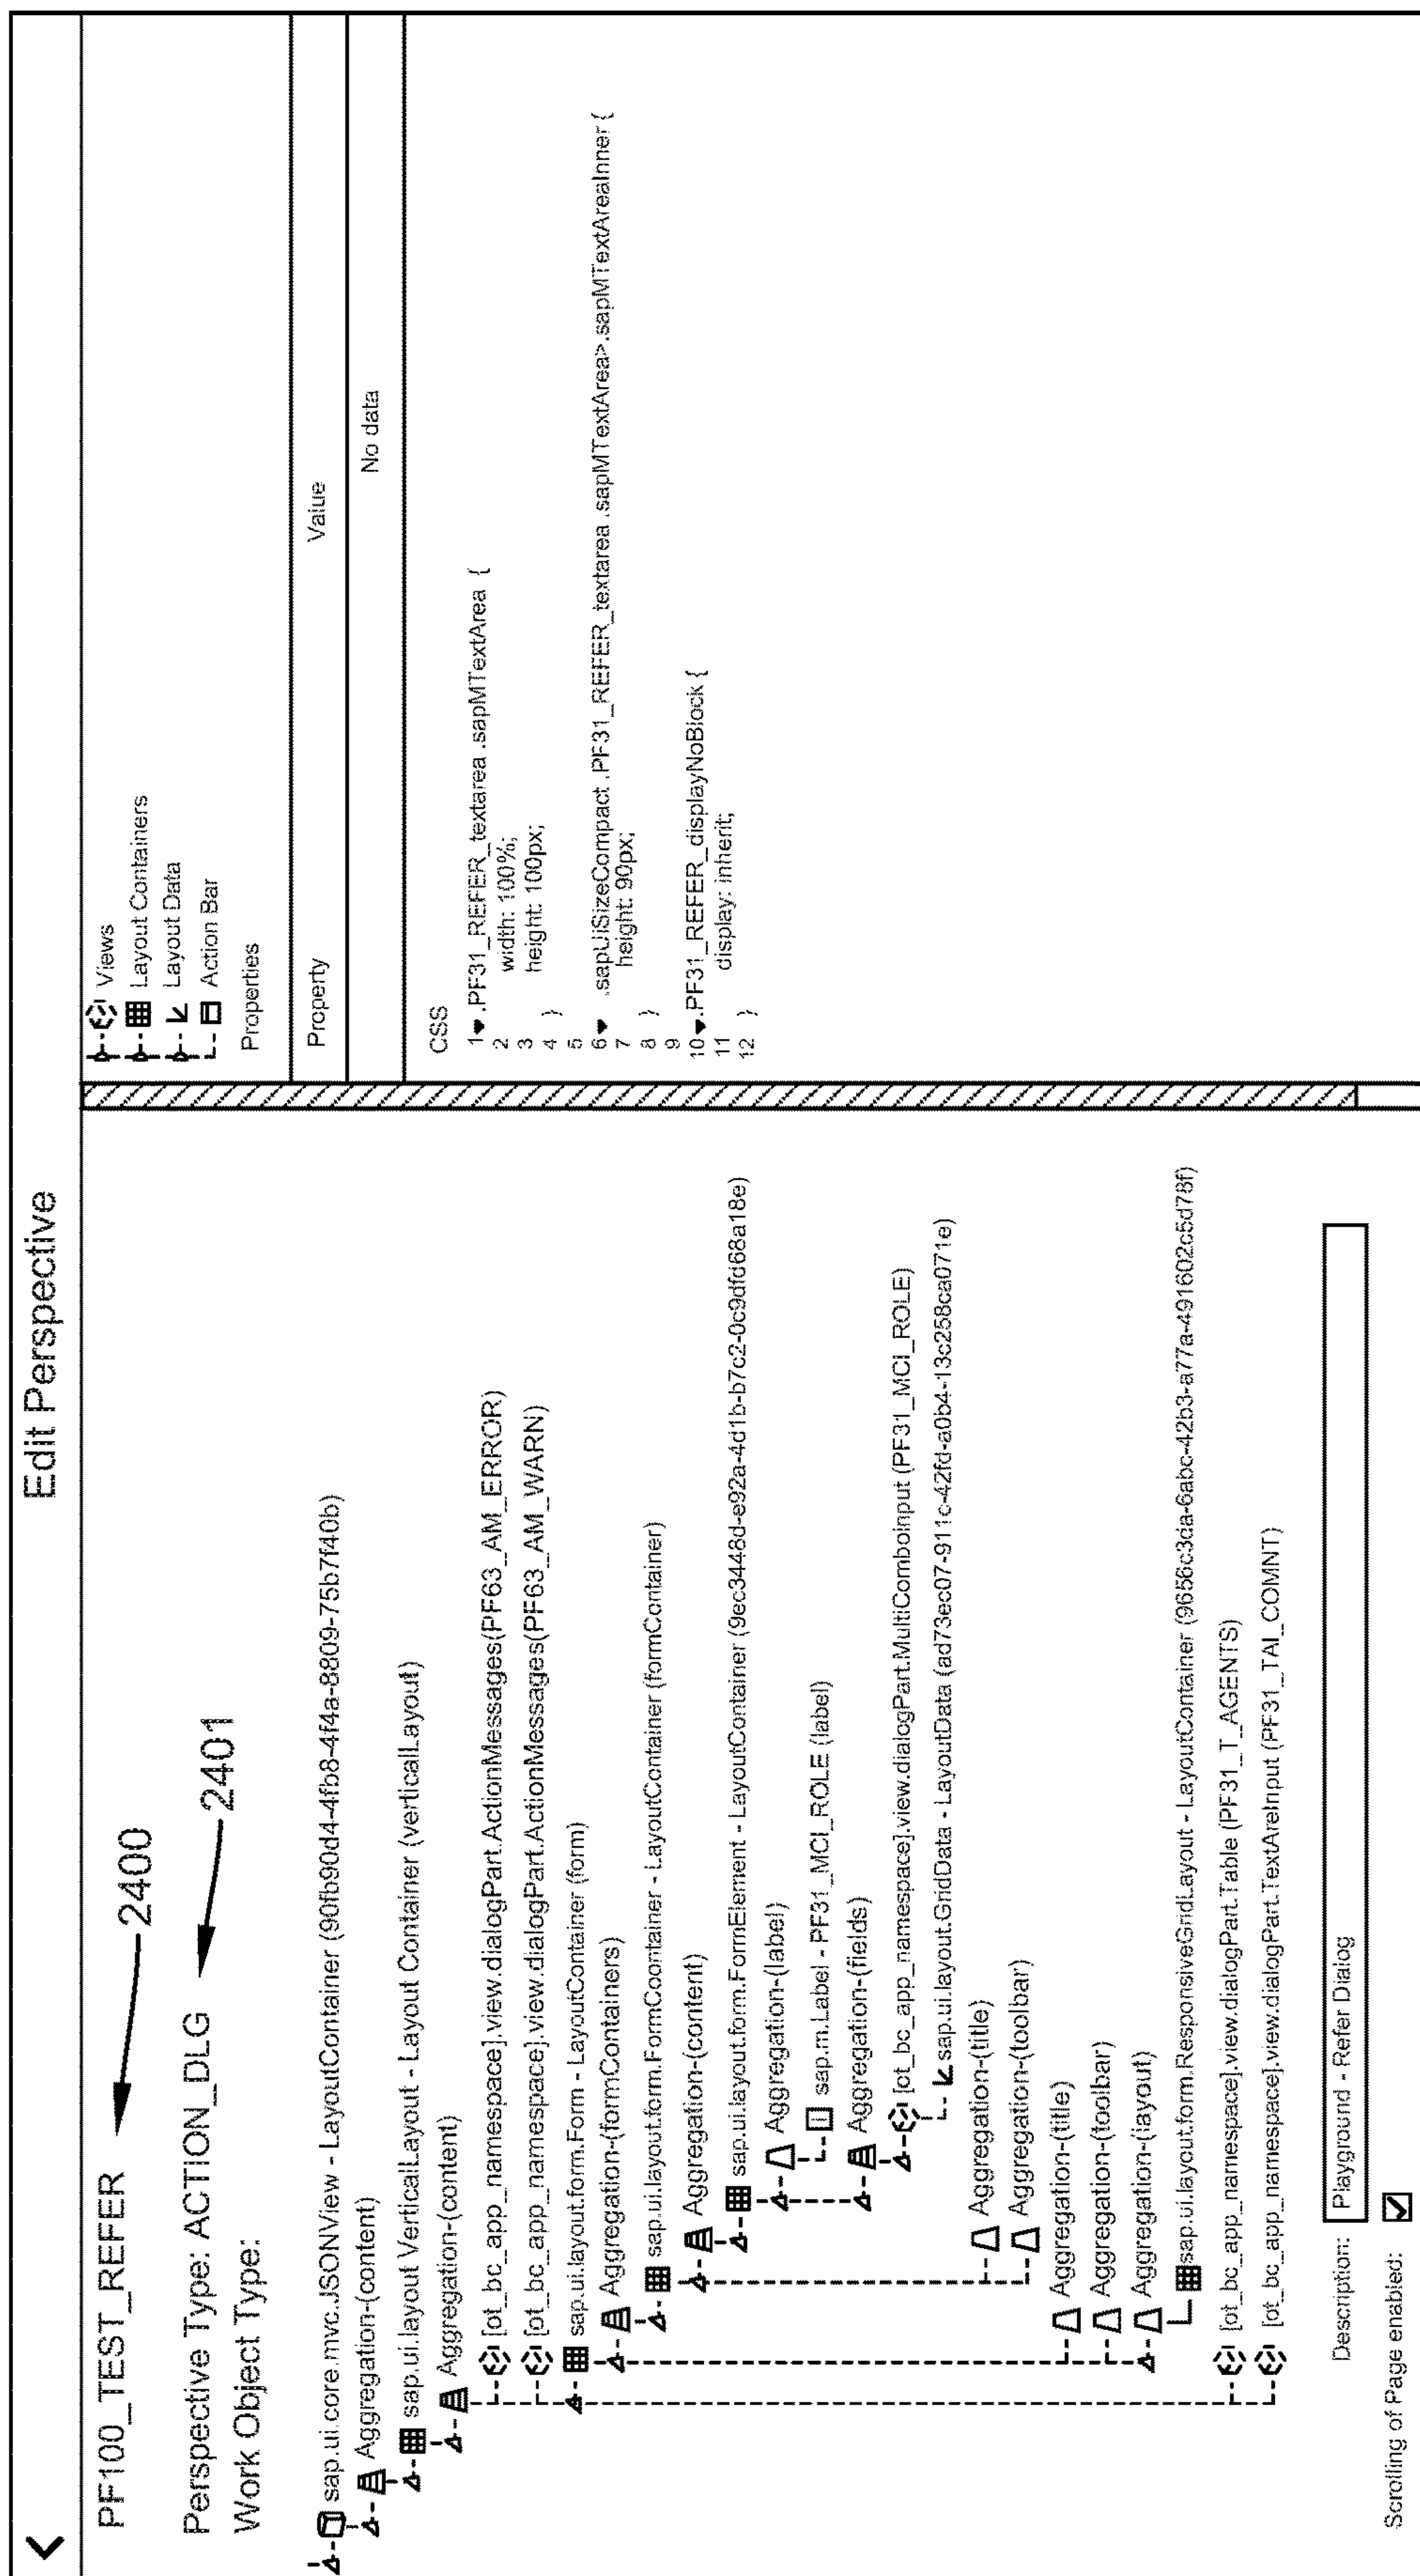 Edit Perspective
PF100_TEST_REFER
2400
Perspective Type: ACTION_DLG
2401
Work Object Type:
sap.ui.core.mvc.JSONView - LayoutContainer (90fb90d4-4fb8-4f4a-8809-75b7f40b)
Aggregation-(content)
sap.ui.layout VerticalLayout - Layout Container (verticalLayout)
Aggregation-(content)
[ot_bc_app_namespace].view.dialogPart.ActionMessages(PF63_AM_ERROR)
[ot_bc_app_namespace].view.dialogPart.ActionMessages(PF63_AM_WARN)
sap.ui.layout.form.Form - LayoutContainer (form)
Aggregation-(formContainers)
sap.ui.layout.form.FormCoontainer - LayoutContainer (formContainer)
Aggregation-(content)
sap.ui.layout.form.FormElement - LayoutContainer (9ec3448d-e92a-4d1b-b7c2-0c9dfd68a18e)
Aggregation-(label)
sap.m.Label - PF31_MCI_ROLE (label)
Aggregation-(fields)
[ot_bc_app_namespace].view.dialogPart.MultiComboInput (PF31_MCI_ROLE)
sap.ui.layout.GridData - LayoutData (ad73ec07-911c-42fd-a0b4-13c258ca071e)
Aggregation-(title)
Aggregation-(toolbar)
Aggregation-(title)
Aggregation-(toolbar)
Aggregation-(layout)
sap.ui.layout.form.ResponsiveGridLayout - LayoutContainer (9656c3da-6abc-42b3-a77a-491602c5d78f)
[ot_bc_app_namespace].view.dialogPart.Table (PF31_T_AGENTS)
[ot_bc_app_namespace].view.dialogPart.TextAreInput (PF31_TAI_COMNT)
Description: Playground - Refer Dialog
Scrolling of Page enabled:
Views
Layout Containers
Layout Data
Action Bar
Properties
Property Value
No data
CSS
1 .PF31_REFER_textarea .sapMTextArea {
2 width: 100%;
3 height: 100px;
4 }
5
6 .sapUiSizeCompact .PF31_REFER_textarea .sapMTextArea>.sapMTextAreaInner {
7 height: 90px;
8 }
9
10 .PF31_REFER_displayNoBlock {
11 display: inherit;
12 }